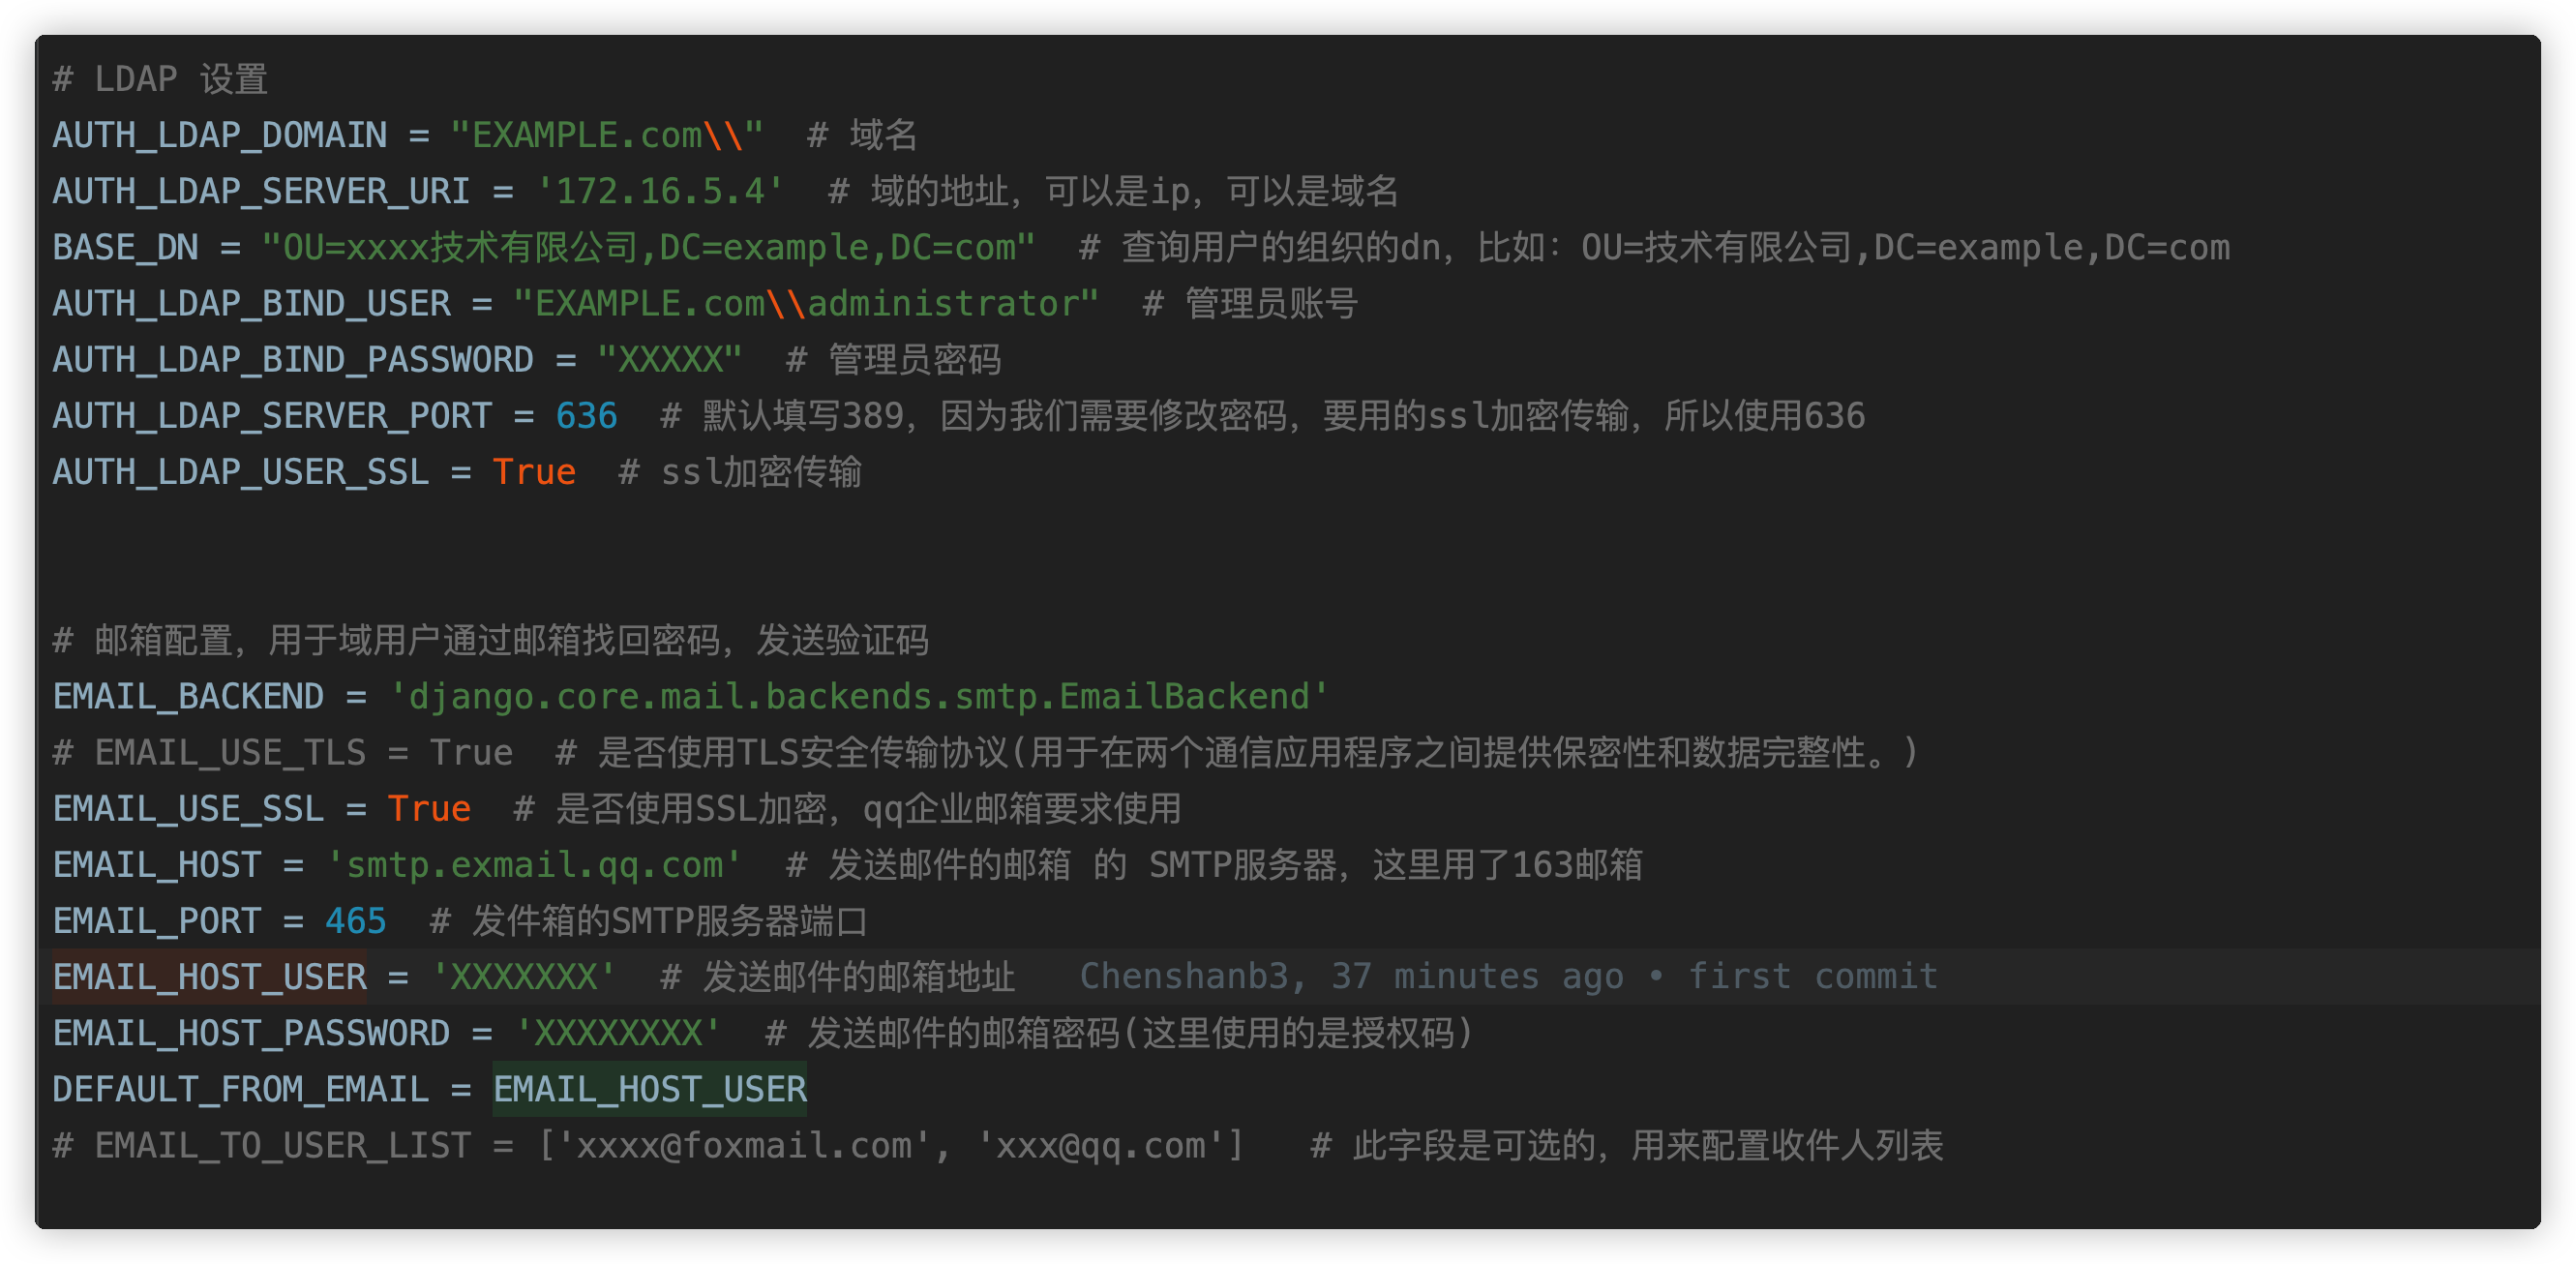 # LDAP 设置
AUTH_LDAP_DOMAIN = "EXAMPLE.com\\"  # 域名
AUTH_LDAP_SERVER_URI = '172.16.5.4'  # 域的地址，可以是ip，可以是域名
BASE_DN = "OU=xxxx技术有限公司,DC=example,DC=com"  # 查询用户的组织的dn，比如：OU=技术有限公司,DC=example,DC=com
AUTH_LDAP_BIND_USER = "EXAMPLE.com\\administrator"  # 管理员账号
AUTH_LDAP_BIND_PASSWORD = "XXXXX"  # 管理员密码
AUTH_LDAP_SERVER_PORT = 636  # 默认填写389，因为我们需要修改密码，要用的ssl加密传输，所以使用636
AUTH_LDAP_USER_SSL = True  # ssl加密传输
# 邮箱配置，用于域用户通过邮箱找回密码，发送验证码
EMAIL_BACKEND = 'django.core.mail.backends.smtp.EmailBackend'
# EMAIL_USE_TLS = True  # 是否使用TLS安全传输协议(用于在两个通信应用程序之间提供保密性和数据完整性。)
EMAIL_USE_SSL = True  # 是否使用SSL加密，qq企业邮箱要求使用
EMAIL_HOST = 'smtp.exmail.qq.com'  # 发送邮件的邮箱 的 SMTP服务器，这里用了163邮箱
EMAIL_PORT = 465  # 发件箱的SMTP服务器端口
EMAIL_HOST_USER = 'XXXXXXX'  # 发送邮件的邮箱地址   Chenshanb3, 37 minutes ago • first commit
EMAIL_HOST_PASSWORD = 'XXXXXXXX'  # 发送邮件的邮箱密码(这里使用的是授权码)
DEFAULT_FROM_EMAIL = EMAIL_HOST_USER
# EMAIL_TO_USER_LIST = ['xxxx@foxmail.com', 'xxx@qq.com']   # 此字段是可选的，用来配置收件人列表